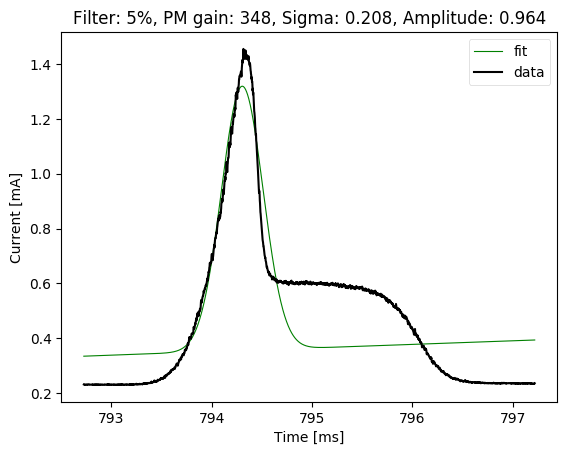 Filter: 5%, PM gain: 348, Sigma: 0.208, Amplitude: 0.964
fit
data
1.4
1.2
1.0
0.8
0.6
0.4
0.2
Current [mA]
793 794 795 796 797
Time [ms]